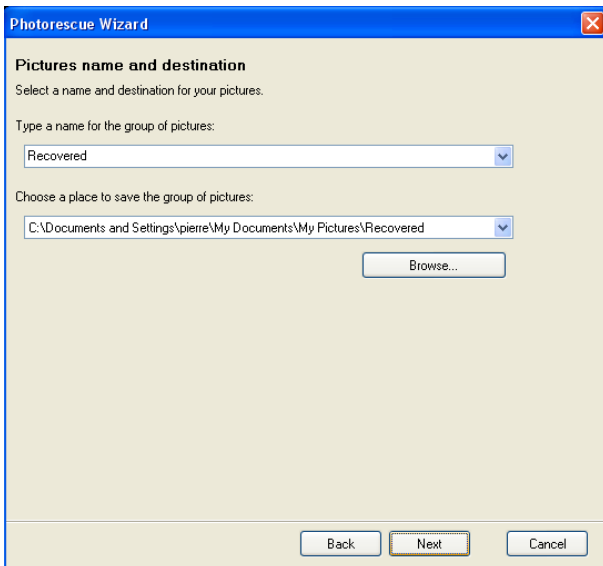 Photorescue Wizard
Pictures name and destination
Select a name and destination for your pictures.
Type a name for the group of pictures:
Recovered
Choose a place to save the group of pictures:
C:\Documents and Settings\pierre\My Documents\My Pictures\Recovered
Browse...
Back Next Cancel